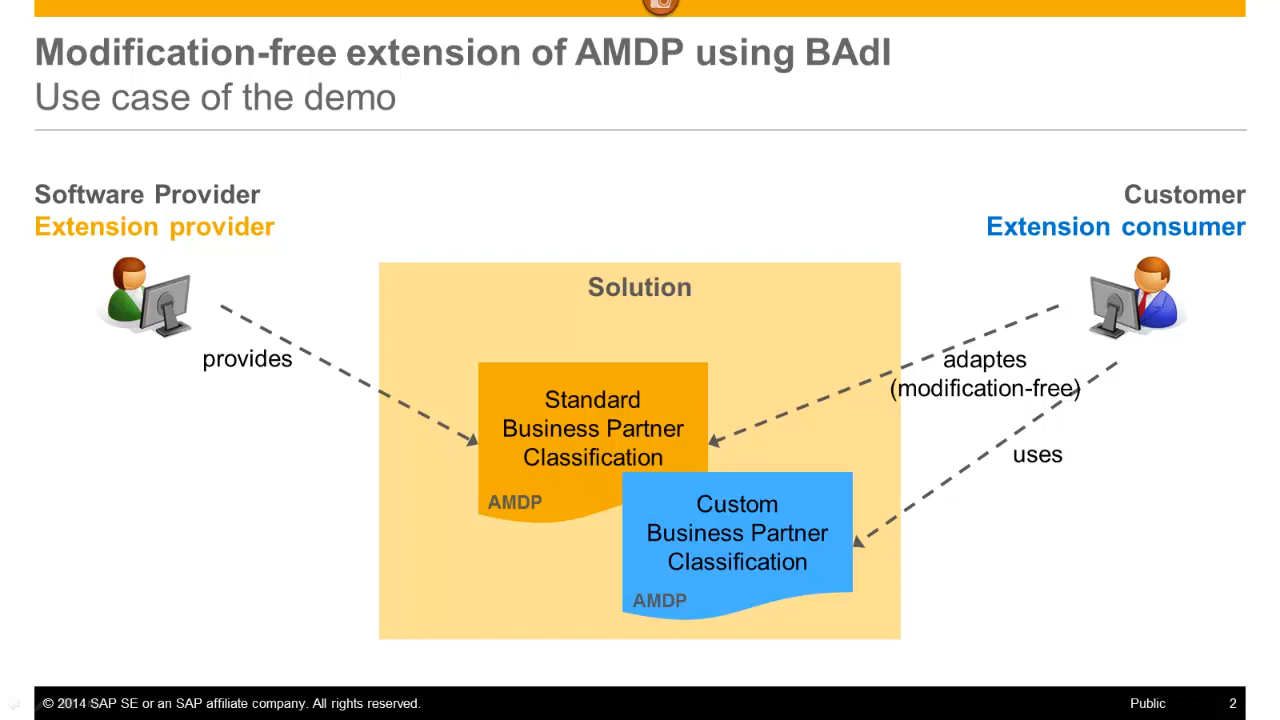 Modification-free extension of AMDP using BAdI
Use case of the demo
Software Provider
Extension provider
Customer
Extension consumer
Solution
provides
adaptes
(modification-free)
uses
Standard
Business Partner
Classification
AMDP
Custom
Business Partner
Classification
AMDP
© 2014 SAP SE or an SAP affiliate company. All rights reserved.
Public
2